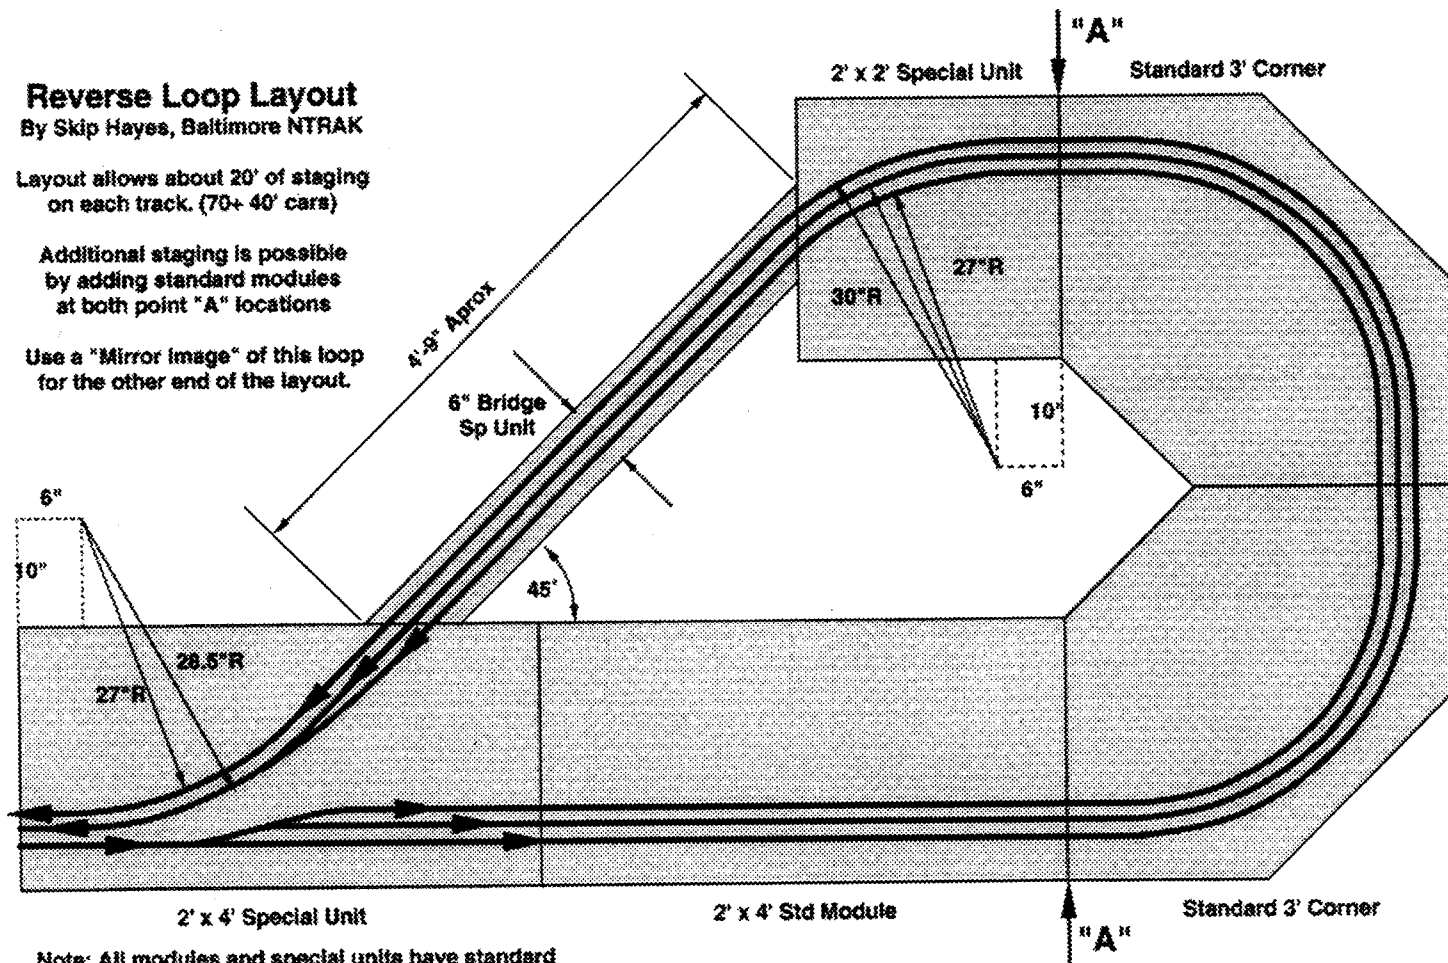 "A"
2' x 2' Special Unit
Standard 3' Corner
Reverse Loop Layout
By Skip Hayes, Baltimore NTRAK
Layout allows about 20' of staging
on each track. (70+ 40' cars)
Additional staging is possible
by adding standard modules
at both point "A" locations
Use a "Mirror Image" of this loop
for the other end of the layout.
4'-9" Aprox
27"R
30"R
6" Bridge
Sp Unit
10"
6"
6"
10"
45°
28.5"R
27"R
2' x 4' Special Unit
2' x 4' Std Module
Standard 3' Corner
"A"
Note: All modules and special units have standard